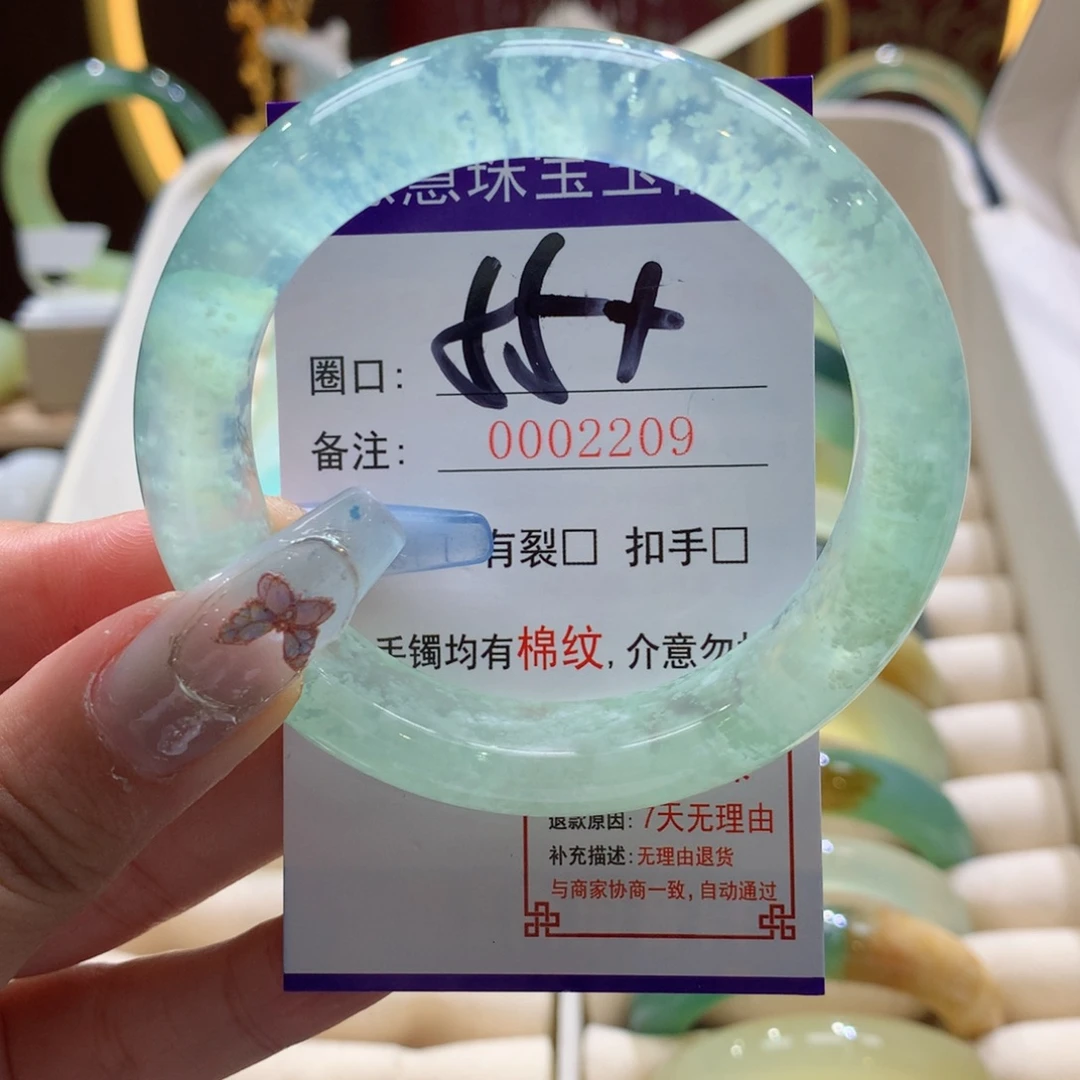 珠宝玉
圈口:
备注: 0002209
有裂□ 扣手□
手镯均有棉纹, 介意勿
退款原因: 7天无理由
补充描述: 无理由退货
与商家协商一致, 自动通过